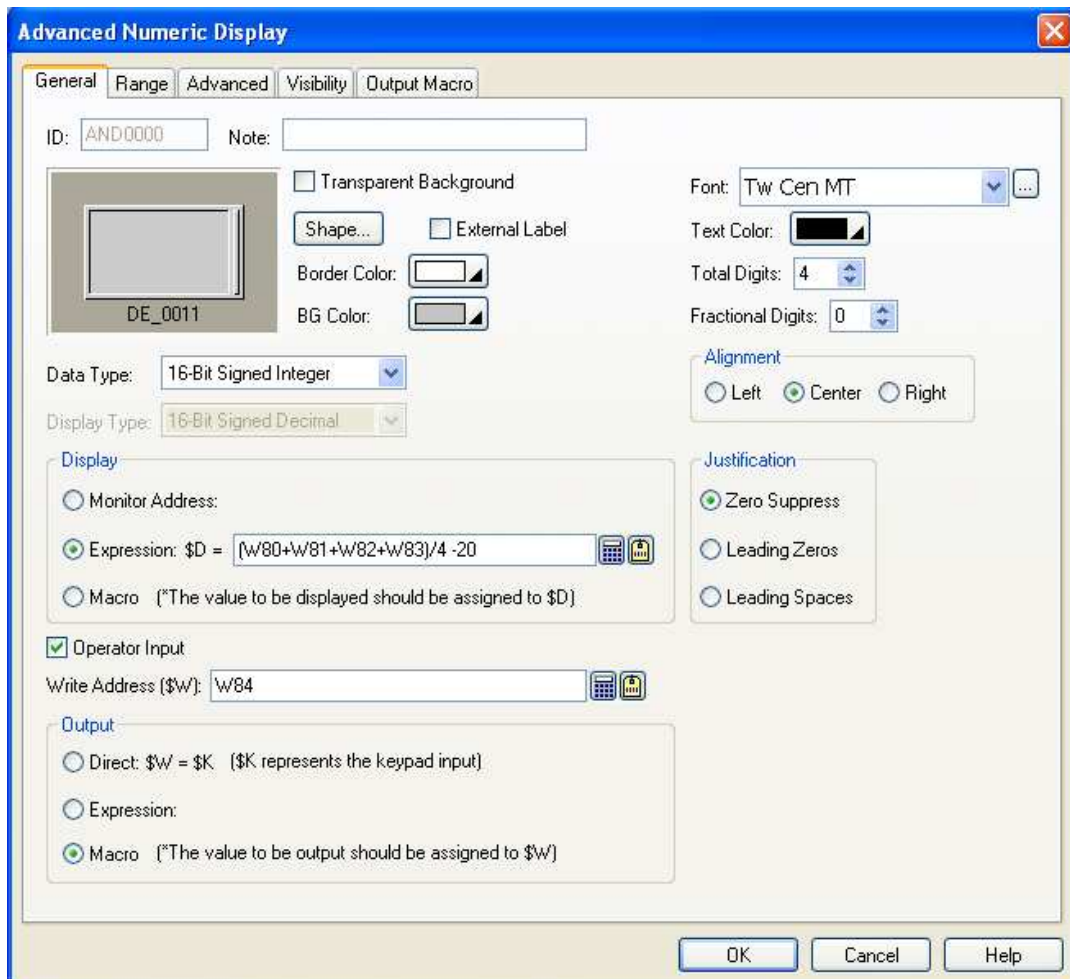 Advanced Numeric Display
General Range Advanced Visibility Output Macro
ID: AND0000 Note:
Transparent Background
Font: Tw Cen MT ...
Shape... External Label
Text Color:
Border Color:
Total Digits: 4
DE_0011
BG Color:
Fractional Digits: 0
Data Type: 16-Bit Signed Integer
Display Type: 16-Bit Signed Decimal
Alignment
Left Center Right
Display
Monitor Address:
Expression: $D = (W80+W81+W82+W83)/4 -20
Macro (*The value to be displayed should be assigned to $D)
Justification
Zero Suppress
Leading Zeros
Leading Spaces
Operator Input
Write Address ($W): W84
Output
Direct: $W = $K ($K represents the keypad input)
Expression:
Macro (*The value to be output should be assigned to $W)
OK Cancel Help